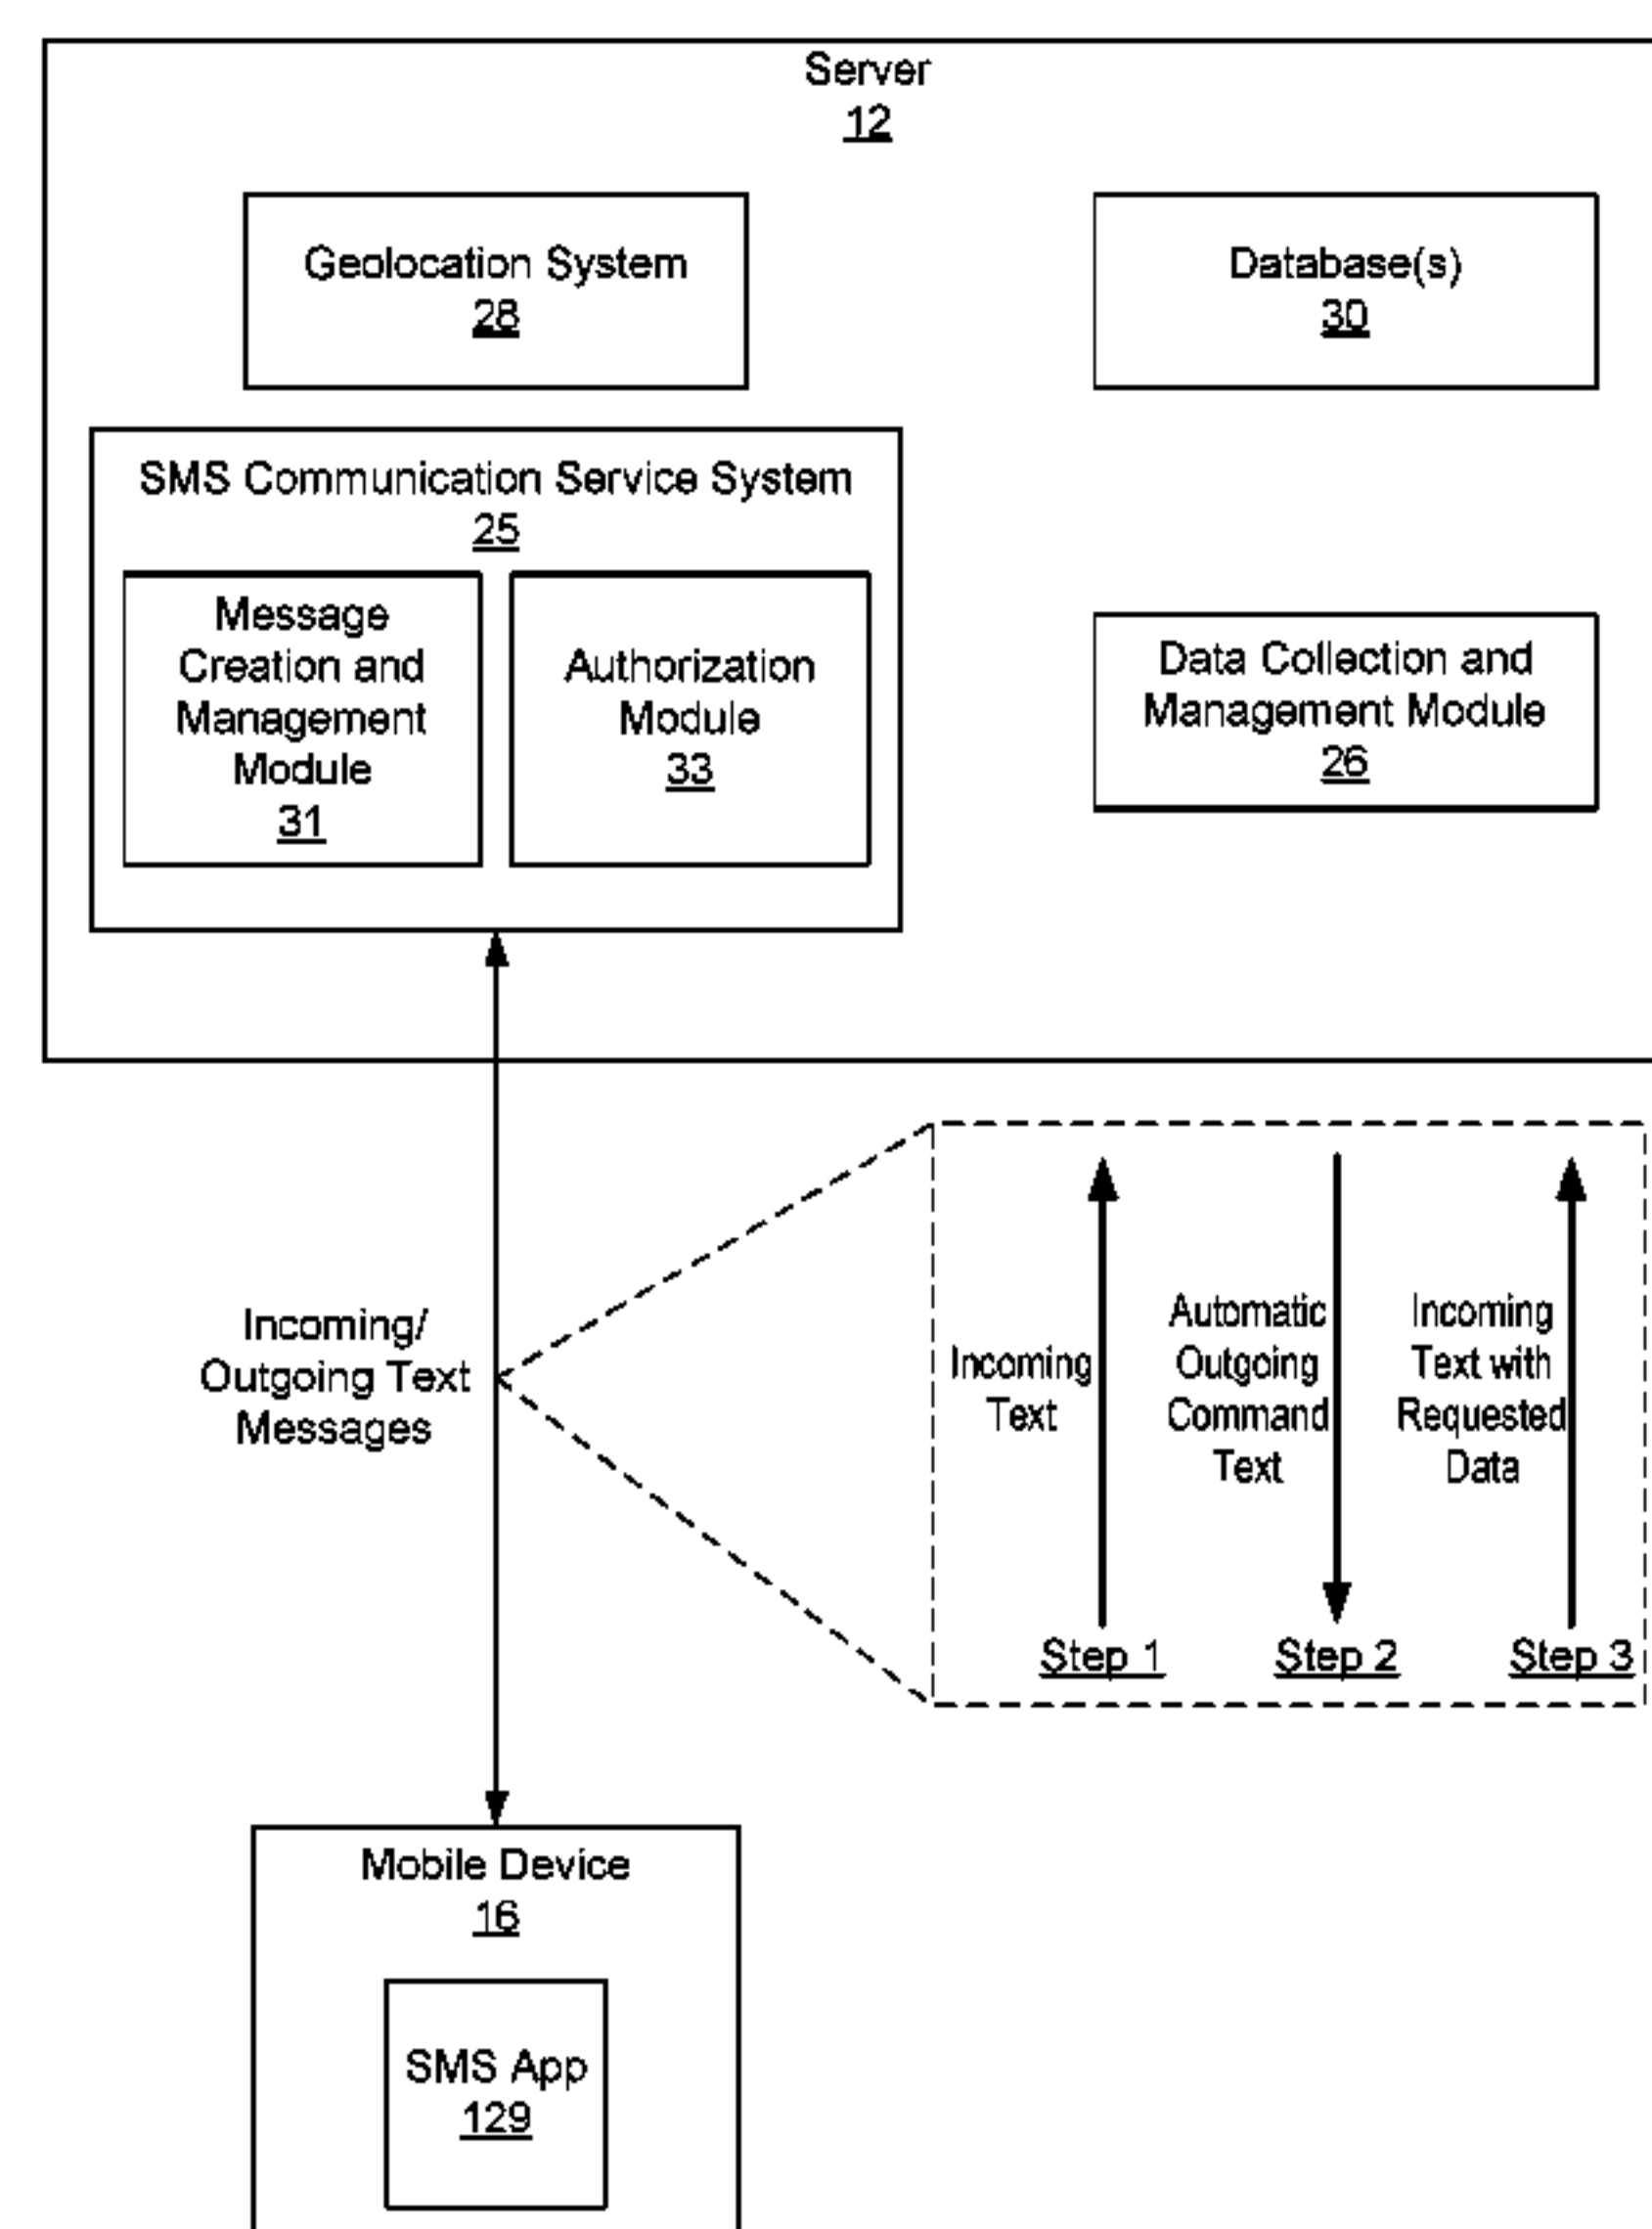 Server
12
Geolocation System
28
Database(s)
30
SMS Communication Service System
25
Message
Creation and
Management
Module
31
Authorization
Module
33
Data Collection and
Management Module
26
Incoming/
Outgoing Text
Messages
Incoming
Text
Automatic
Outgoing
Command
Text
Incoming
Text with
Requested
Data
Step 1
Step 2
Step 3
Mobile Device
16
SMS App
129